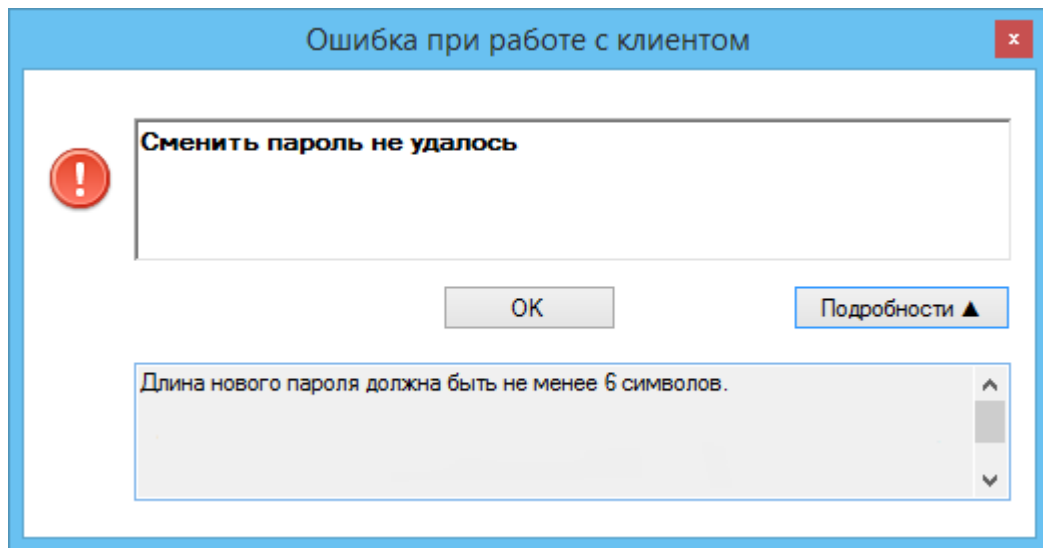 Ошибка при работе с клиентом
x
Сменить пароль не удалось
OK
Подробности ▲
Длина нового пароля должна быть не менее 6 символов.